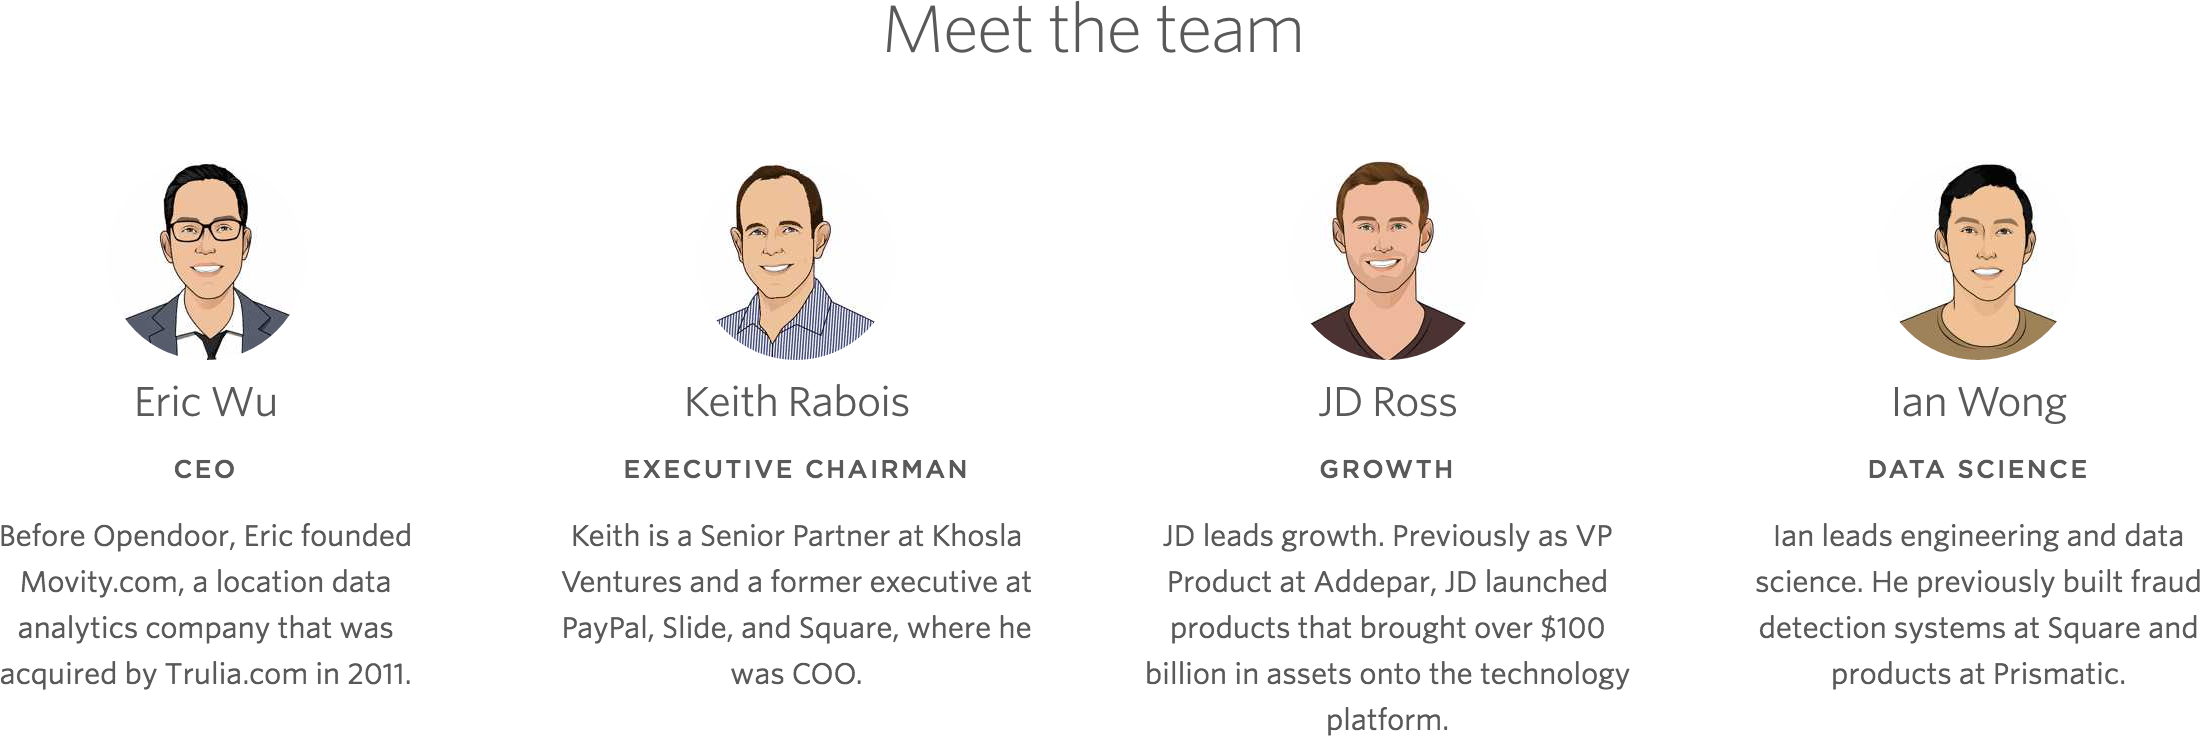 Meet the team
Eric Wu
CEO
Before Opendoor, Eric founded
Movity.com, a location data
analytics company that was
acquired by Trulia.com in 2011.
Keith Rabois
EXECUTIVE CHAIRMAN
Keith is a Senior Partner at Khosla
Ventures and a former executive at
PayPal, Slide, and Square, where he
was COO.
JD Ross
GROWTH
JD leads growth. Previously as VP
Product at Addepar, JD launched
products that brought over $100
billion in assets onto the technology
platform.
Ian Wong
DATA SCIENCE
Ian leads engineering and data
science. He previously built fraud
detection systems at Square and
products at Prismatic.